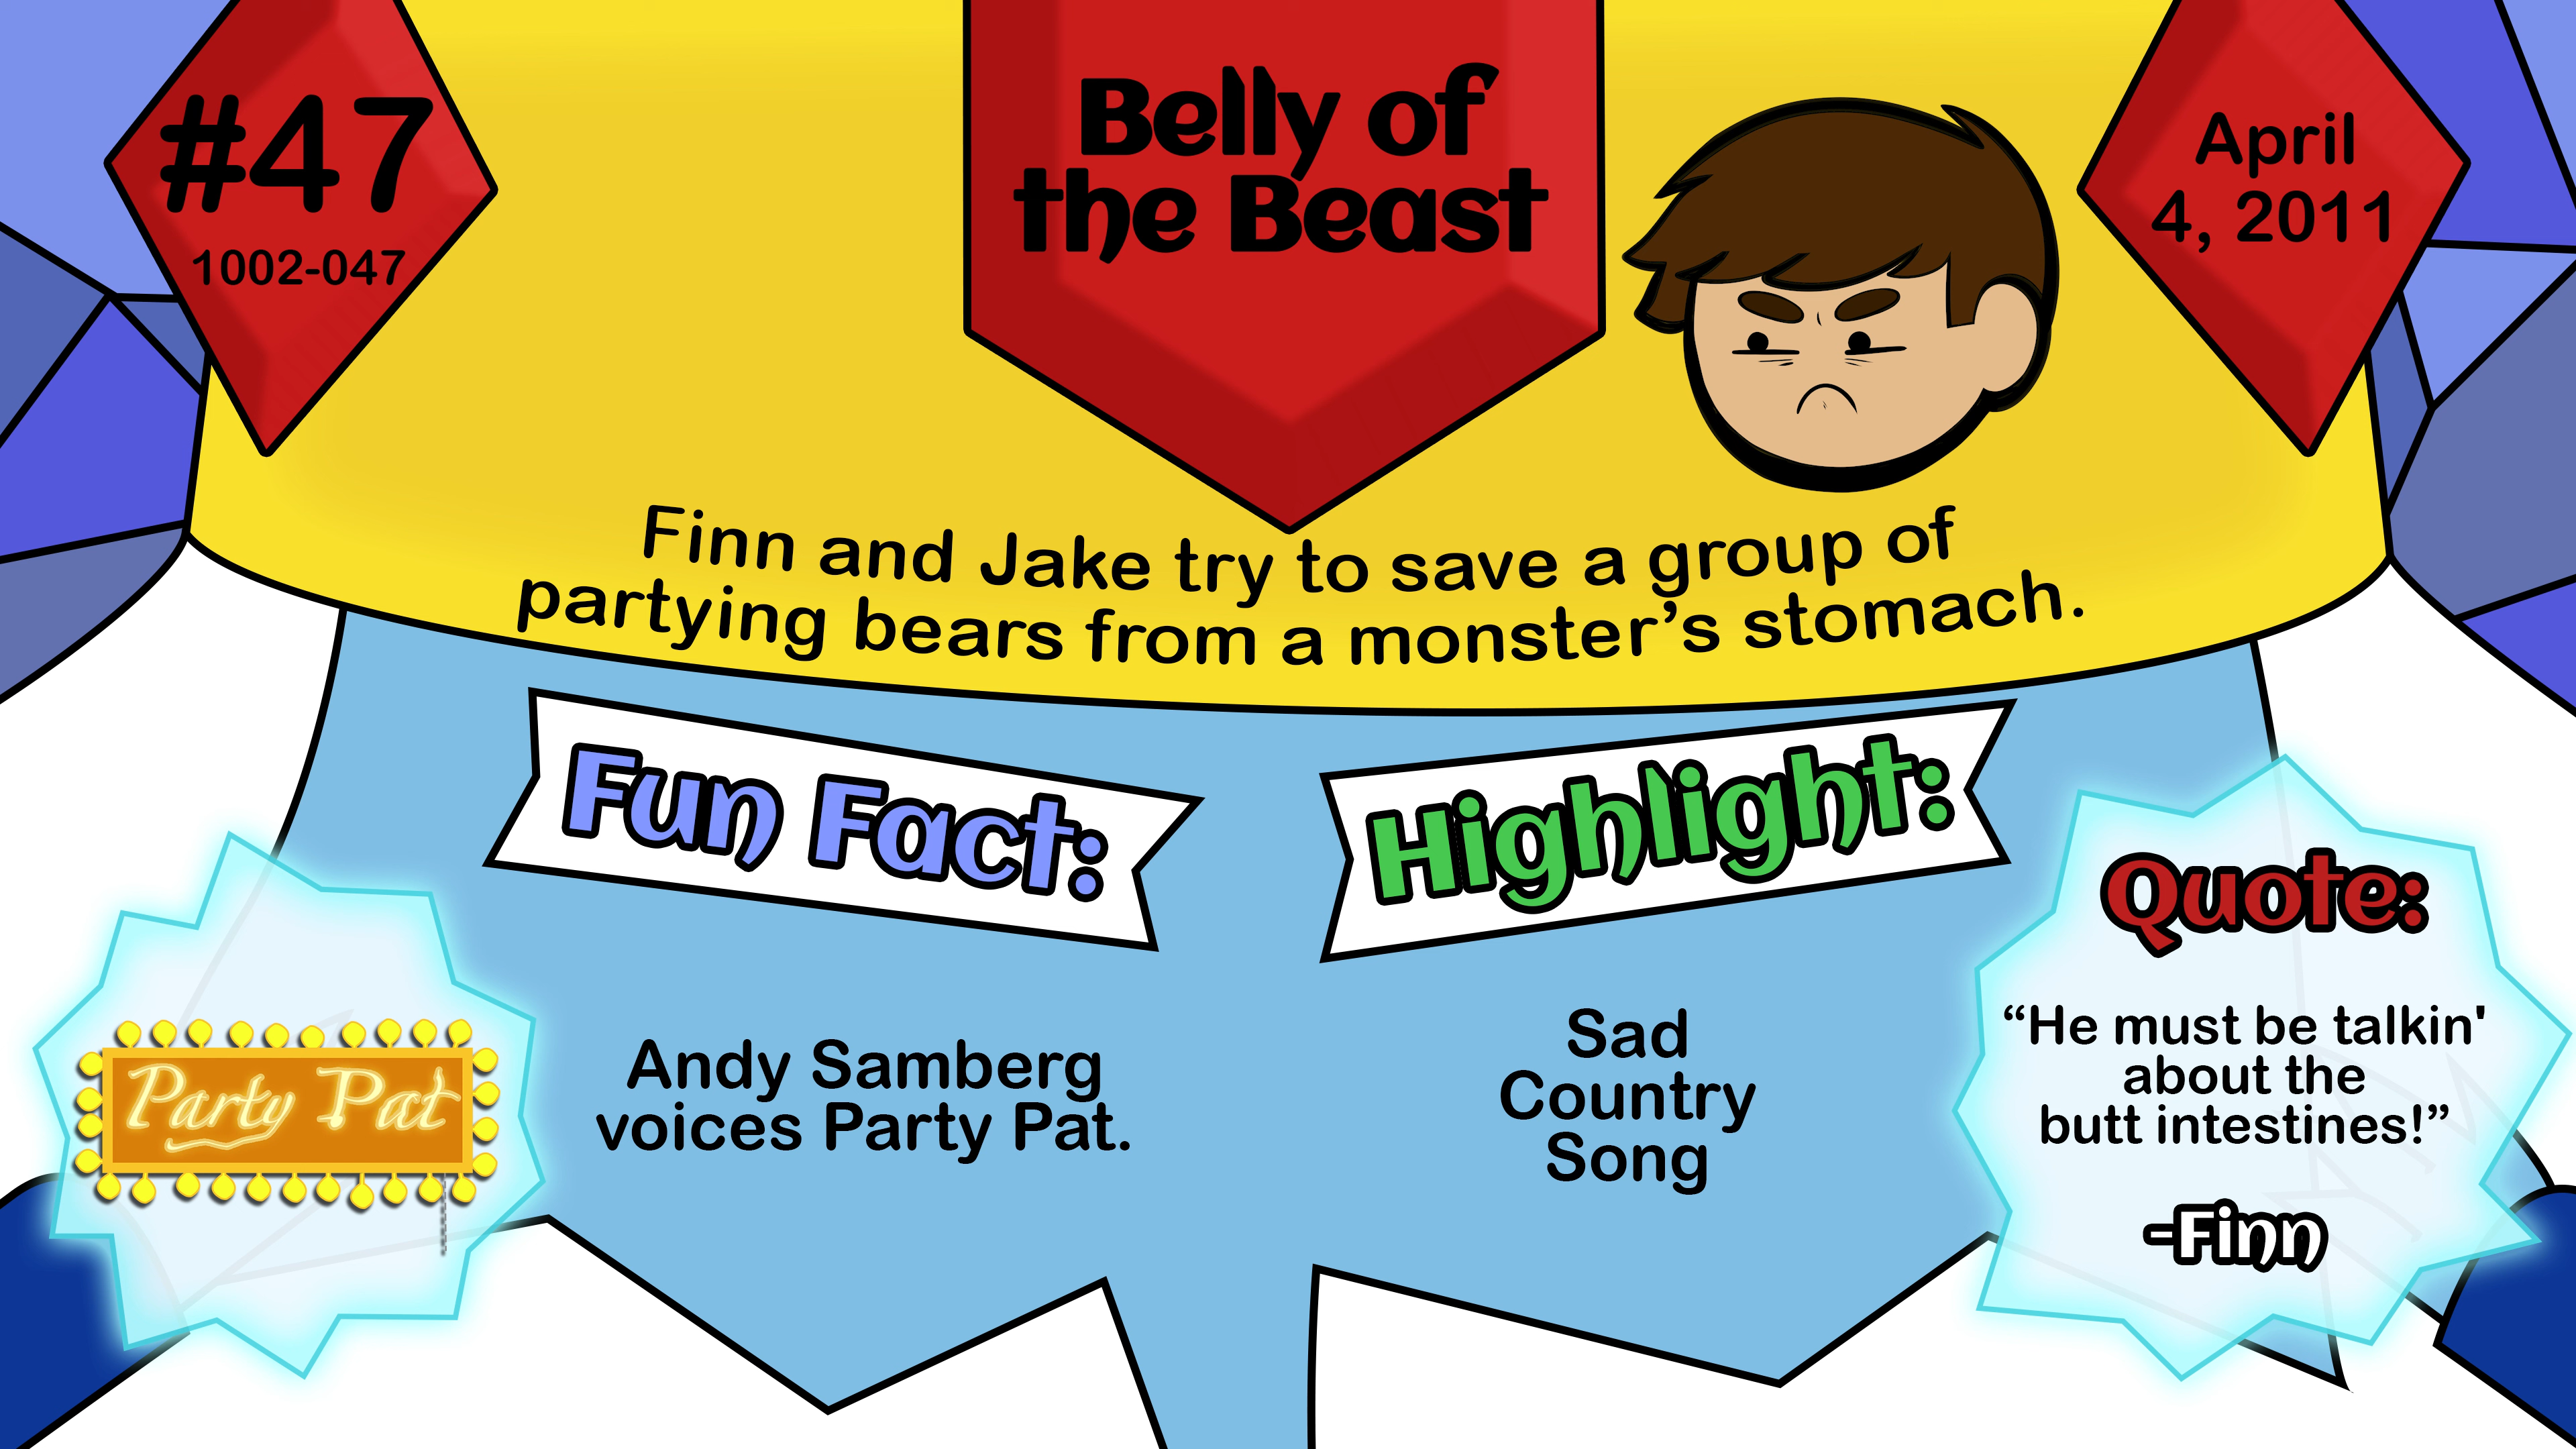 #47
1002-047
Belly of
the Beast
April
4, 2011
Finn and Jake try to save a group of
partying bears from a monster’s stomach.
Fun Fact:
Highlight:
Quote:
Party Pat
Andy Samberg
voices Party Pat.
Sad
Country
Song
“He must be talkin'
about the
butt intestines!”
-Finn